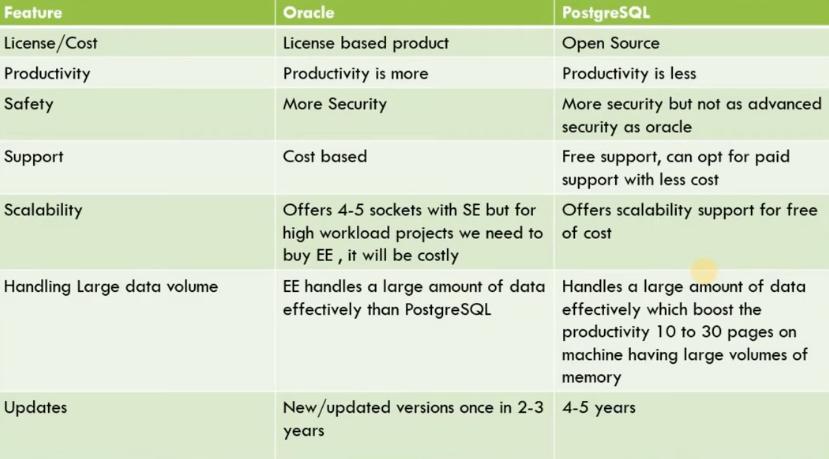 Feature Oracle PostgreSQL
License/Cost License based product Open Source
Productivity Productivity is more Productivity is less
Safety More Security More security but not as advanced
security as oracle
Support Cost based Free support, can opt for paid
support with less cost
Scalability Offers 4-5 sockets with SE but for Offers scalability support for free
high workload projects we need to of cost
buy EE , it will be costly
Handling Large data volume EE handles a large amount of data Handles a large amount of data
effectively than PostgreSQL effectively which boost the
productivity 10 to 30 pages on
machine having large volumes of
memory
Updates New/updated versions once in 2-3 4-5 years
years